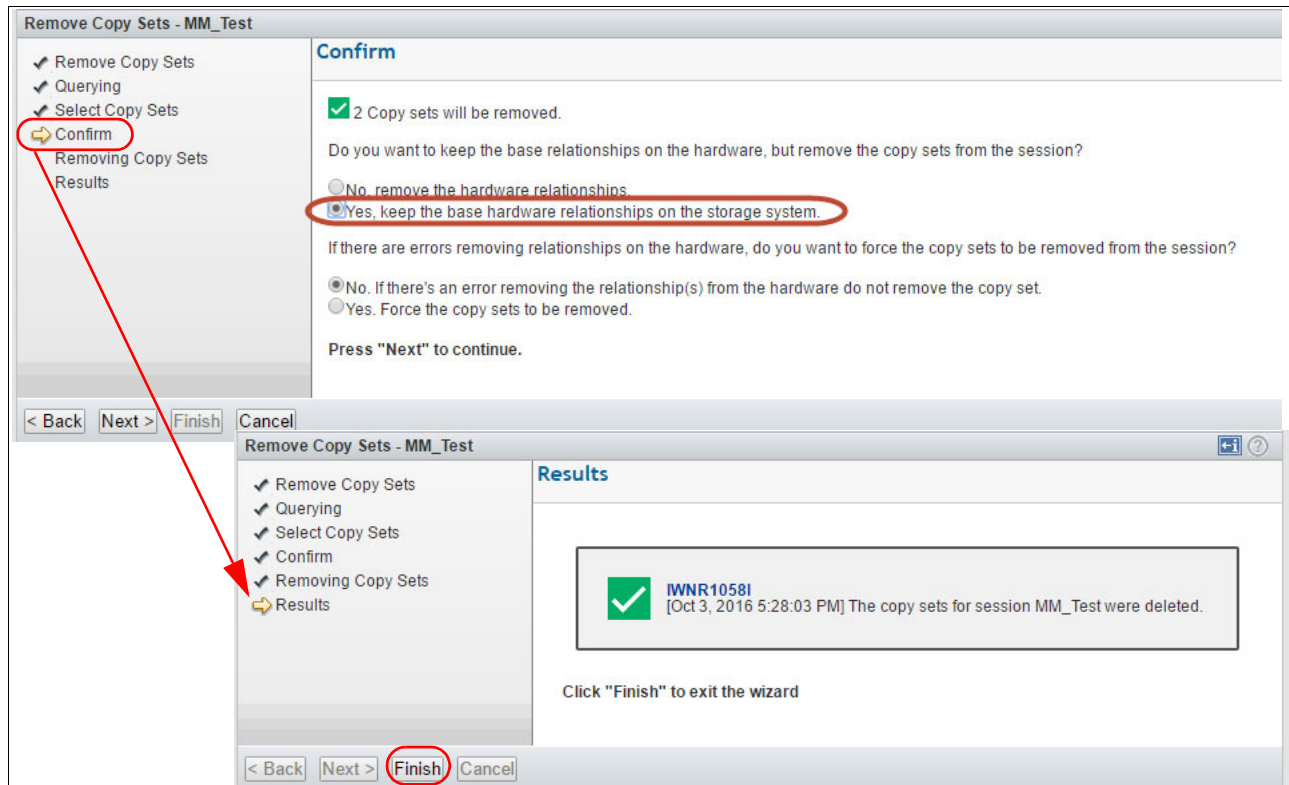 Remove Copy Sets - MM_Test
Remove Copy Sets
Querying
Select Copy Sets
Confirm
Removing Copy Sets
Results
Confirm
2 Copy sets will be removed.
Do you want to keep the base relationships on the hardware, but remove the copy sets from the session?
No, remove the hardware relationships.
Yes, keep the base hardware relationships on the storage system.
If there are errors removing relationships on the hardware, do you want to force the copy sets to be removed from the session?
No. If there's an error removing the relationship(s) from the hardware do not remove the copy set.
Yes. Force the copy sets to be removed.
Press "Next" to continue.
< Back Next > Finish Cancel
Remove Copy Sets - MM_Test
Remove Copy Sets
Querying
Select Copy Sets
Confirm
Removing Copy Sets
Results
Results
IWNR1058I
[Oct 3, 2016 5:28:03 PM] The copy sets for session MM_Test were deleted.
Click "Finish" to exit the wizard
< Back Next > Finish Cancel